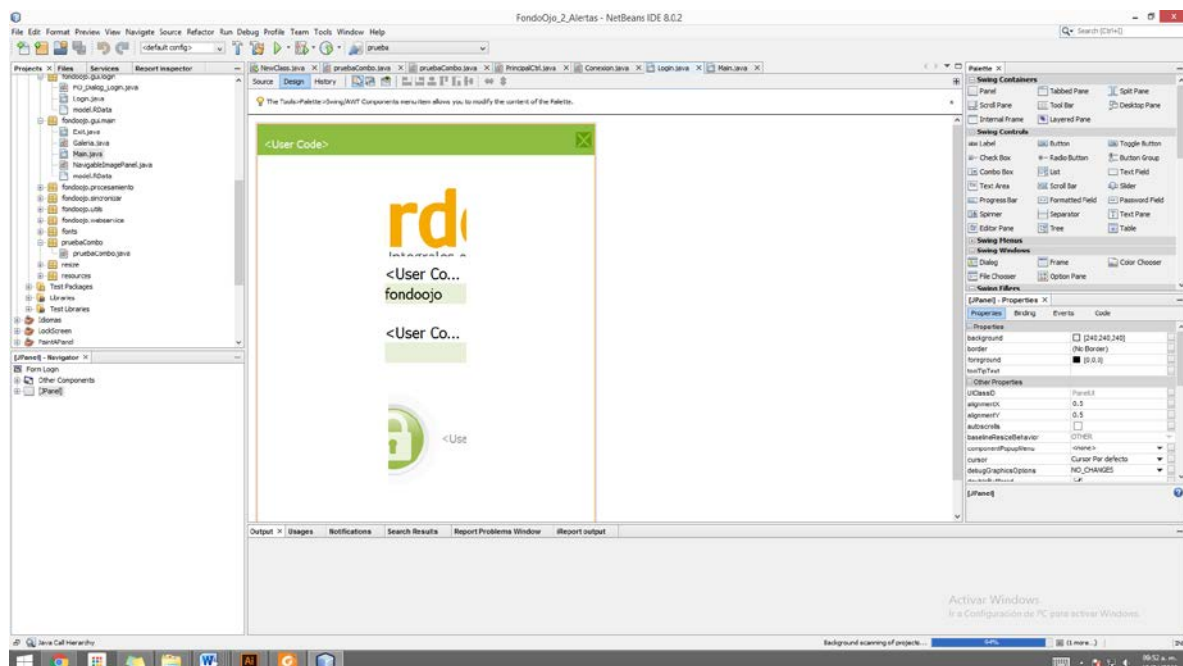 FondoOjo_2_Alertas - NetBeans IDE 8.0.2
File Edit Format Preview View Navigate Source Refactor Run Debug Profile Team Tools Window Help
Search (Ctrl+I)
<default config>
prueba
Projects Files Services Report Inspector
NewClass.java pruebaCombo.java pruebaCombo.java PrincipalCtrl.java Conexion.java Login.java Main.java
Source Design History
The Tools>Palette>Swing/AWT Components menu item allows you to modify the content of the Palette.
fondoojo.gui.login
FO_Dialog_Login.java
Login.java
model.RData
fondoojo.gui.main
Exit.java
Galeria.java
Main.java
NavigableImagePanel.java
model.RData
fondoojo.procesamiento
fondoojo.sincronizar
fondoojo.utils
fondoojo.webservice
fonts
pruebaCombo
pruebaCombo.java
resize
resources
Test Packages
Libraries
Test Libraries
Idiomas
LockScreen
PaintAPanel
[JPanel] - Navigator
Form Login
Other Components
[JPanel]
<User Code>
rd
<User Co...
fondoojo
<User Co...
<Use
Palette
Swing Containers
Panel Tabbed Pane Split Pane
Scroll Pane Tool Bar Desktop Pane
Internal Frame Layered Pane
Swing Controls
Label Button Toggle Button
Check Box Radio Button Button Group
Combo Box List Text Field
Text Area Scroll Bar Slider
Progress Bar Formatted Field Password Field
Spinner Separator Text Pane
Editor Pane Tree Table
Swing Menus
Swing Windows
Dialog Frame Color Chooser
File Chooser Option Pane
Swing Fillers
[JPanel] - Properties
Properties Binding Events Code
Properties
background [240,240,240]
border (No Border)
foreground [0,0,0]
toolTipText
Other Properties
UIClassID PanelUI
alignmentX 0.5
alignmentY 0.5
autoscrolls
baselineResizeBehavior OTHER
componentPopupMenu <none>
cursor Cursor Por defecto
debugGraphicsOptions NO_CHANGES
[JPanel]
Output Usages Notifications Search Results Report Problems Window iReport output
Activar Windows
Ir a Configuración de PC para activar Windows.
Java Call Hierarchy
Background scanning of projects...
(1 more...)